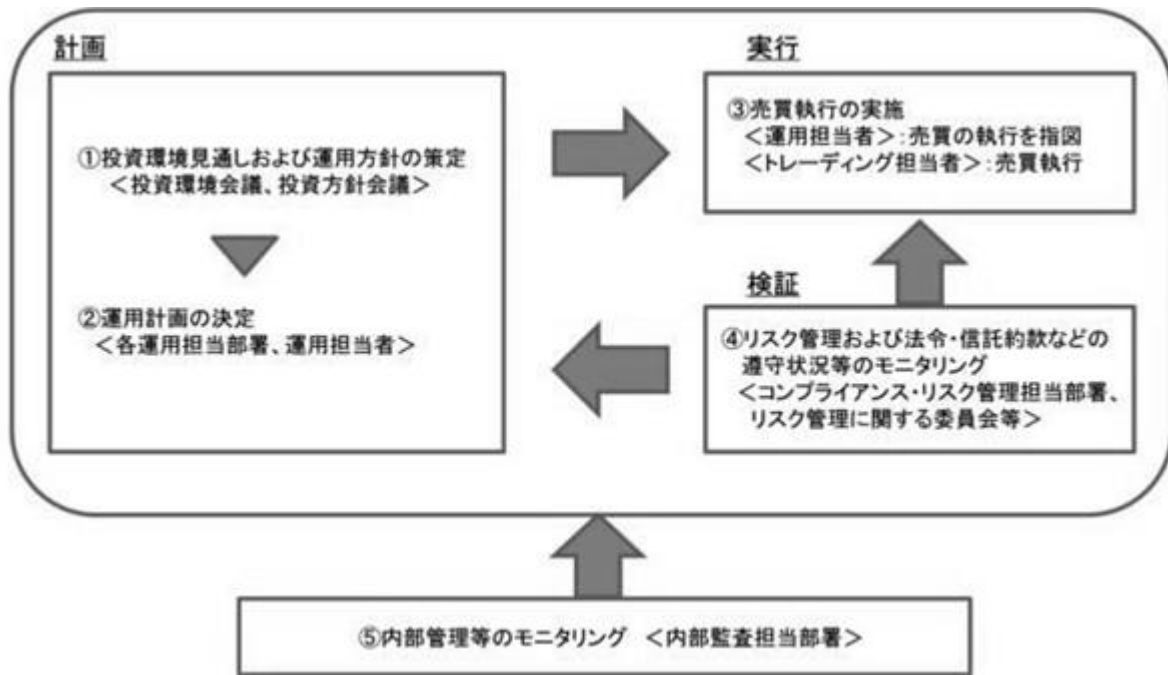 計画
①投資環境見通しおよび運用方針の策定
＜投資環境会議、投資方針会議＞
②運用計画の決定
＜各運用担当部署、運用担当者＞
実行
③売買執行の実施
＜運用担当者＞：売買の執行を指図
＜トレーディング担当者＞：売買執行
検証
④リスク管理および法令・信託約款などの
遵守状況等のモニタリング
＜コンプライアンス・リスク管理担当部署、
リスク管理に関する委員会等＞
⑤内部管理等のモニタリング　＜内部監査担当部署＞